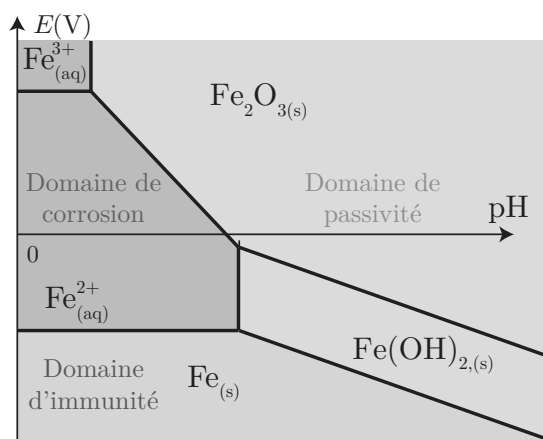 E(V)
Fe³⁺(aq)
Fe₂O₃(s)
Domaine de
corrosion
Domaine de
passivité
pH
0
Fe²⁺(aq)
Fe(OH)₂,(s)
Domaine
d'immunité
Fe(s)